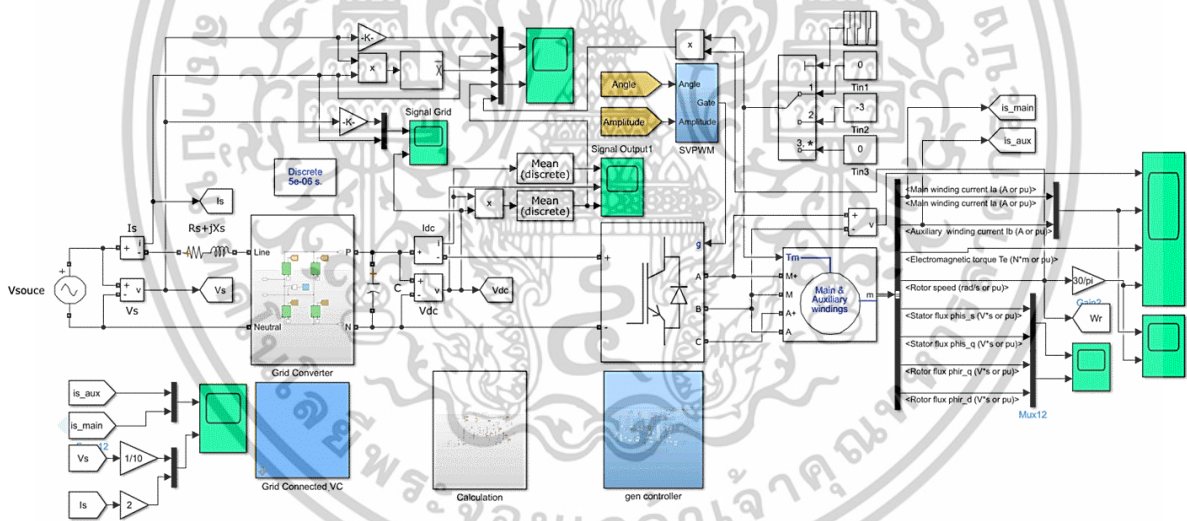 -K-
x
x
Angle
Amplitude
Angle
Gate
Amplitude
SVPWM
0
1
Tin1
-3
2
Tin2
3 *
0
Tin3
is_main
is_aux
-K-
Signal Grid
Signal Output1
Discrete
5e-06 s.
Mean
(discrete)
Mean
(discrete)
x
Is
Is
Rs+jXs
Vsouce
Vs
Vs
Line
P
Neutral
N
Grid Converter
Idc
C
Vdc
Vdc
g
A
B
C
v
Tm
M+
M
A+
A
m
Main &
Auxiliary
windings
<Main winding current Ia (A or pu)>
<Main winding current Ia (A or pu)>
<Auxiliary winding current Ib (A or pu)>
<Electromagnetic torque Te (N*m or pu)>
<Rotor speed (rad/s or pu)>
<Stator flux phis_s (V*s or pu)>
<Stator flux phis_q (V*s or pu)>
<Rotor flux phir_q (V*s or pu)>
<Rotor flux phir_d (V*s or pu)>
30/pi
Gain2
Wr
Mux12
is_aux
is_main
Vs
1/10
Is
2
Grid Connected VC
Calculation
gen controller